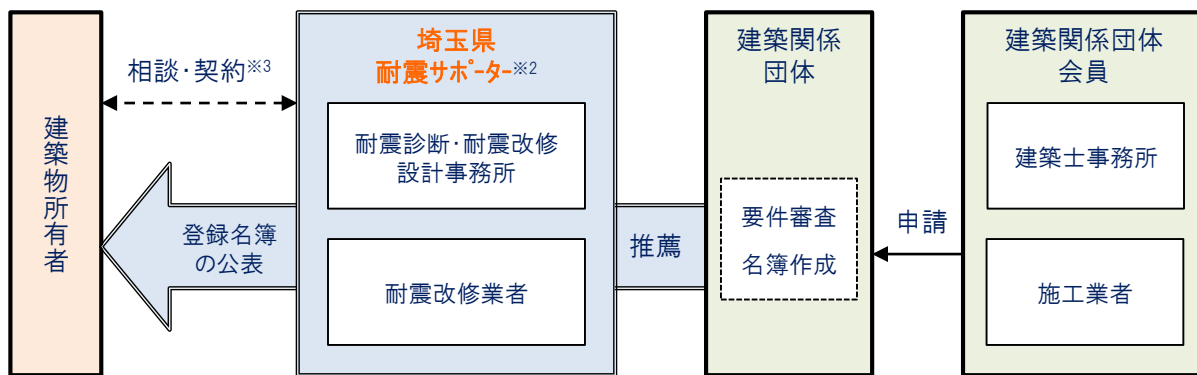 建築物所有者
相談・契約※3
登録名簿
の公表
埼玉県
耐震サポーター※2
耐震診断・耐震改修
設計事務所
耐震改修業者
推薦
建築関係
団体
要件審査
名簿作成
申請
建築関係団体
会員
建築士事務所
施工業者